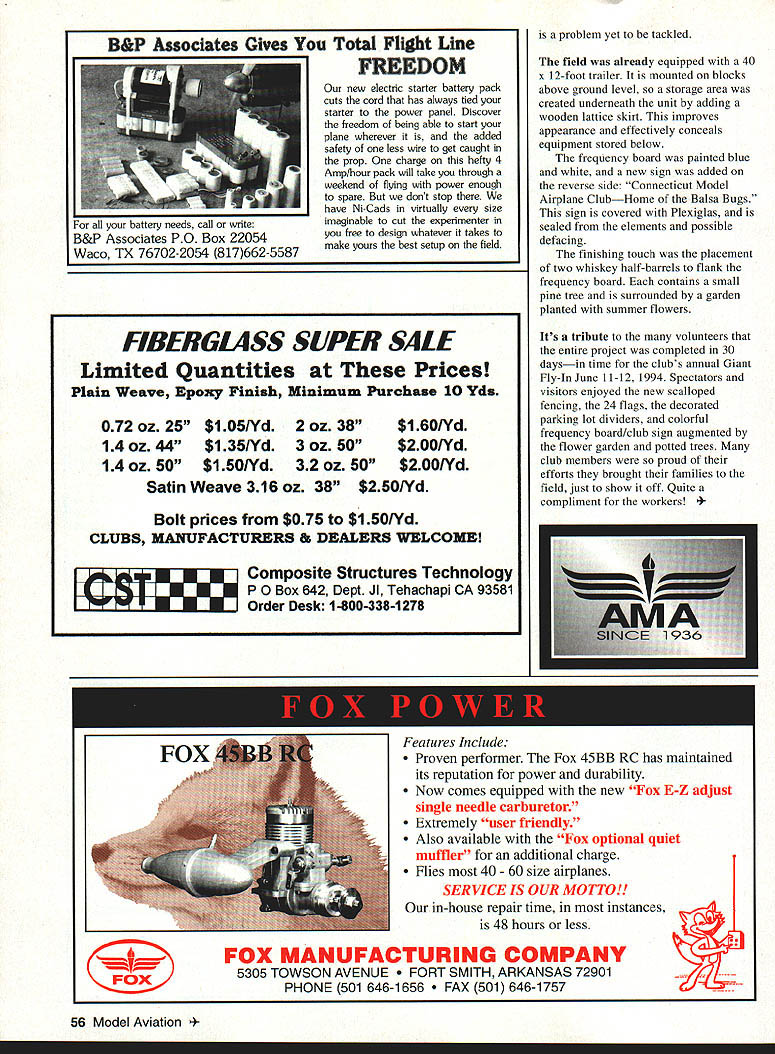 B&P Associates Gives You Total Flight Line
FREEDOM
Our new electric starter battery pack
cuts the cord that has always tied your
starter to the power panel. Discover
the freedom of being able to start your
plane wherever it is, and the added
safety of one less wire to get caught in
the prop. One charge on this hefty 4
Amp/hour pack will take you through a
weekend of flying with power enough
to spare. But we don't stop there. We
have Ni-Cads in virtually every size
imaginable to cut the experimenter in
you free to design whatever it takes to
make yours the best setup on the field.
For all your battery needs, call or write:
B&P Associates P.O. Box 22054
Waco, TX 76702-2054 (817)662-5587
FIBERGLASS SUPER SALE
Limited Quantities at These Prices!
Plain Weave, Epoxy Finish, Minimum Purchase 10 Yds.
0.72 oz. 25" $1.05/Yd. 2 oz. 38" $1.60/Yd.
1.4 oz. 44" $1.35/Yd. 3 oz. 50" $2.00/Yd.
1.4 oz. 50" $1.50/Yd. 3.2 oz. 50" $2.00/Yd.
Satin Weave 3.16 oz. 38" $2.50/Yd.
Bolt prices from $0.75 to $1.50/Yd.
CLUBS, MANUFACTURERS & DEALERS WELCOME!
CST
Composite Structures Technology
P O Box 642, Dept. JI, Tehachapi CA 93581
Order Desk: 1-800-338-1278
is a problem yet to be tackled.
The field was already equipped with a 40
x 12-foot trailer. It is mounted on blocks
above ground level, so a storage area was
created underneath the unit by adding a
wooden lattice skirt. This improves
appearance and effectively conceals
equipment stored below.
The frequency board was painted blue
and white, and a new sign was added on
the reverse side: "Connecticut Model
Airplane Club—Home of the Balsa Bugs."
This sign is covered with Plexiglas, and is
sealed from the elements and possible
defacing.
The finishing touch was the placement
of two whiskey half-barrels to flank the
frequency board. Each contains a small
pine tree and is surrounded by a garden
planted with summer flowers.
It's a tribute to the many volunteers that
the entire project was completed in 30
days—in time for the club's annual Giant
Fly-In June 11-12, 1994. Spectators and
visitors enjoyed the new scalloped
fencing, the 24 flags, the decorated
parking lot dividers, and colorful
frequency board/club sign augmented by
the flower garden and potted trees. Many
club members were so proud of their
efforts they brought their families to the
field, just to show it off. Quite a
compliment for the workers!
AMA
SINCE 1936
FOX POWER
FOX 45BB RC
Features Include:
• Proven performer. The Fox 45BB RC has maintained
its reputation for power and durability.
• Now comes equipped with the new "Fox E-Z adjust
single needle carburetor."
• Extremely "user friendly."
• Also available with the "Fox optional quiet
muffler" for an additional charge.
• Flies most 40 - 60 size airplanes.
SERVICE IS OUR MOTTO!!
Our in-house repair time, in most instances,
is 48 hours or less.
FOX
FOX MANUFACTURING COMPANY
5305 TOWSON AVENUE • FORT SMITH, ARKANSAS 72901
PHONE (501 646-1656 • FAX (501) 646-1757
56 Model Aviation